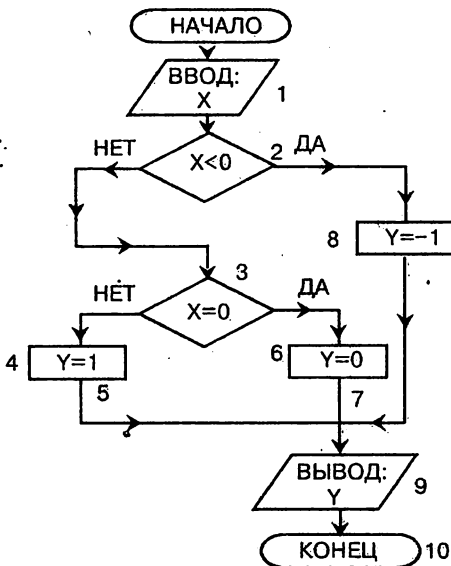 НАЧАЛО
ВВОД:
X
1
НЕТ
X<0
2
ДА
8
Y=-1
3
НЕТ
X=0
ДА
4
Y=1
5
6
Y=0
7
ВЫВОД:
Y
9
КОНЕЦ
10